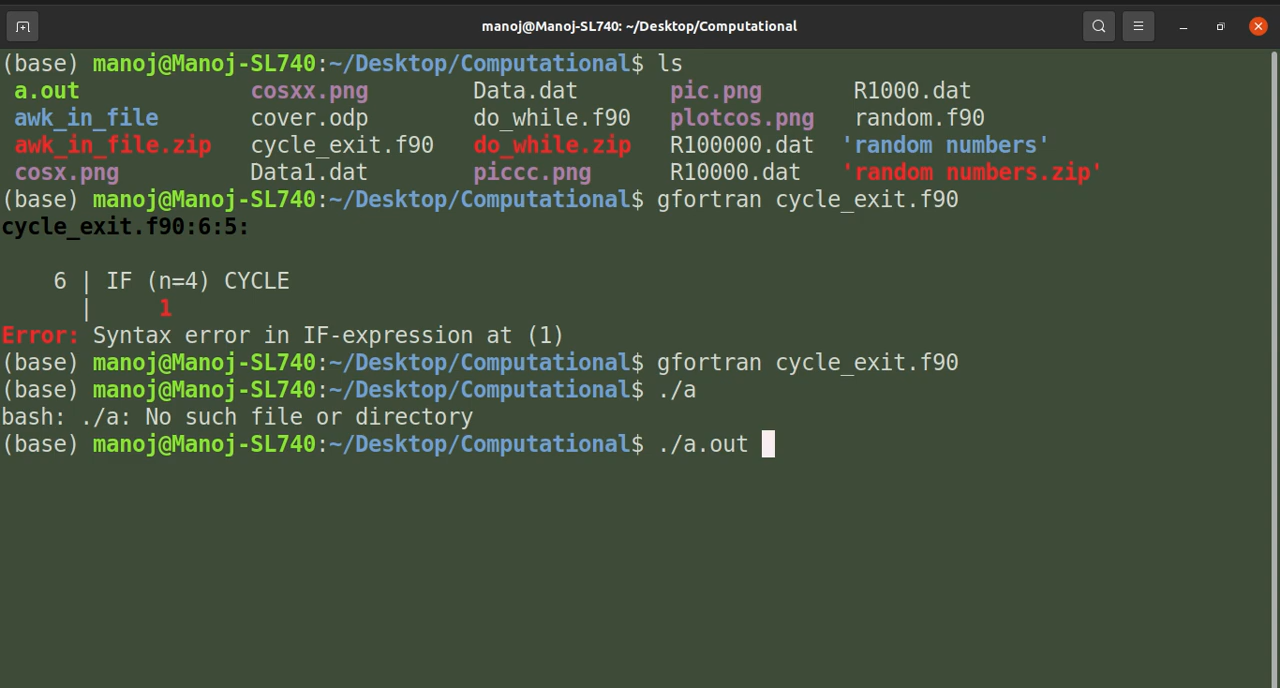 manoj@Manoj-SL740: ~/Desktop/Computational
(base) manoj@Manoj-SL740:~/Desktop/Computational$ ls
a.out cosxx.png Data.dat pic.png R1000.dat
awk_in_file cover.odp do_while.f90 plotcos.png random.f90
awk_in_file.zip cycle_exit.f90 do_while.zip R100000.dat 'random numbers'
cosx.png Data1.dat piccc.png R10000.dat 'random numbers.zip'
(base) manoj@Manoj-SL740:~/Desktop/Computational$ gfortran cycle_exit.f90
cycle_exit.f90:6:5:
6 | IF (n=4) CYCLE
| 1
Error: Syntax error in IF-expression at (1)
(base) manoj@Manoj-SL740:~/Desktop/Computational$ gfortran cycle_exit.f90
(base) manoj@Manoj-SL740:~/Desktop/Computational$ ./a
bash: ./a: No such file or directory
(base) manoj@Manoj-SL740:~/Desktop/Computational$ ./a.out